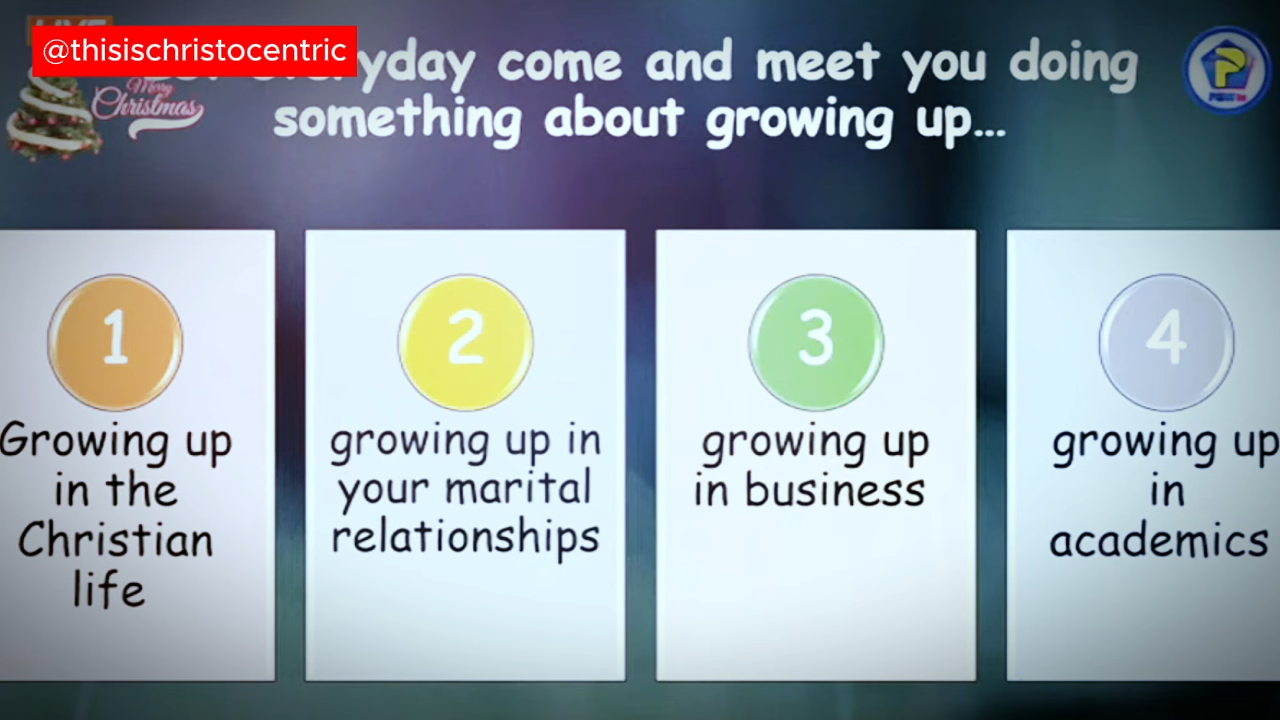 @thisischristocentric
everyday come and meet you doing
something about growing up...
Merry
Christmas
1
Growing up
in the
Christian
life
2
growing up in
your marital
relationships
3
growing up
in business
4
growing up
in
academics